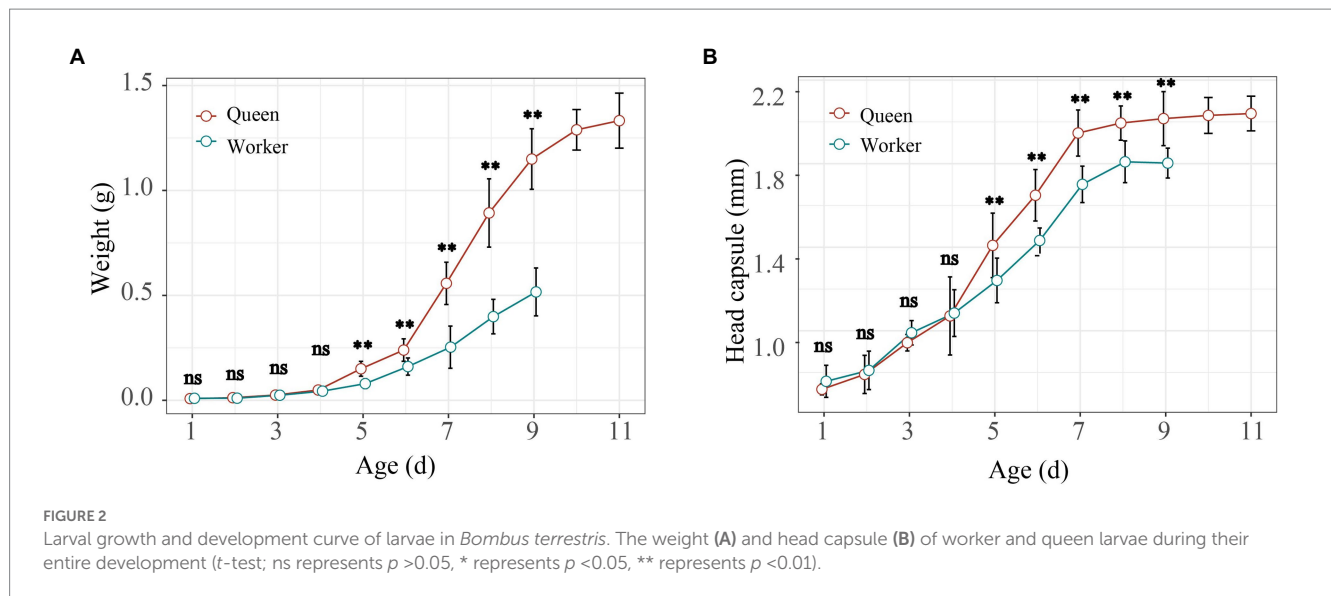 A
B
1.5
1.0
0.5
0.0
Weight (g)
Queen
Worker
ns
ns
ns
ns
**
**
**
**
**
1
3
5
7
9
11
Age (d)
2.2
1.8
1.4
1.0
Head capsule (mm)
Queen
Worker
ns
ns
ns
ns
**
**
**
**
**
1
3
5
7
9
11
Age (d)
FIGURE 2
Larval growth and development curve of larvae in Bombus terrestris. The weight (A) and head capsule (B) of worker and queen larvae during their
entire development (t-test; ns represents p >0.05, * represents p <0.05, ** represents p <0.01).